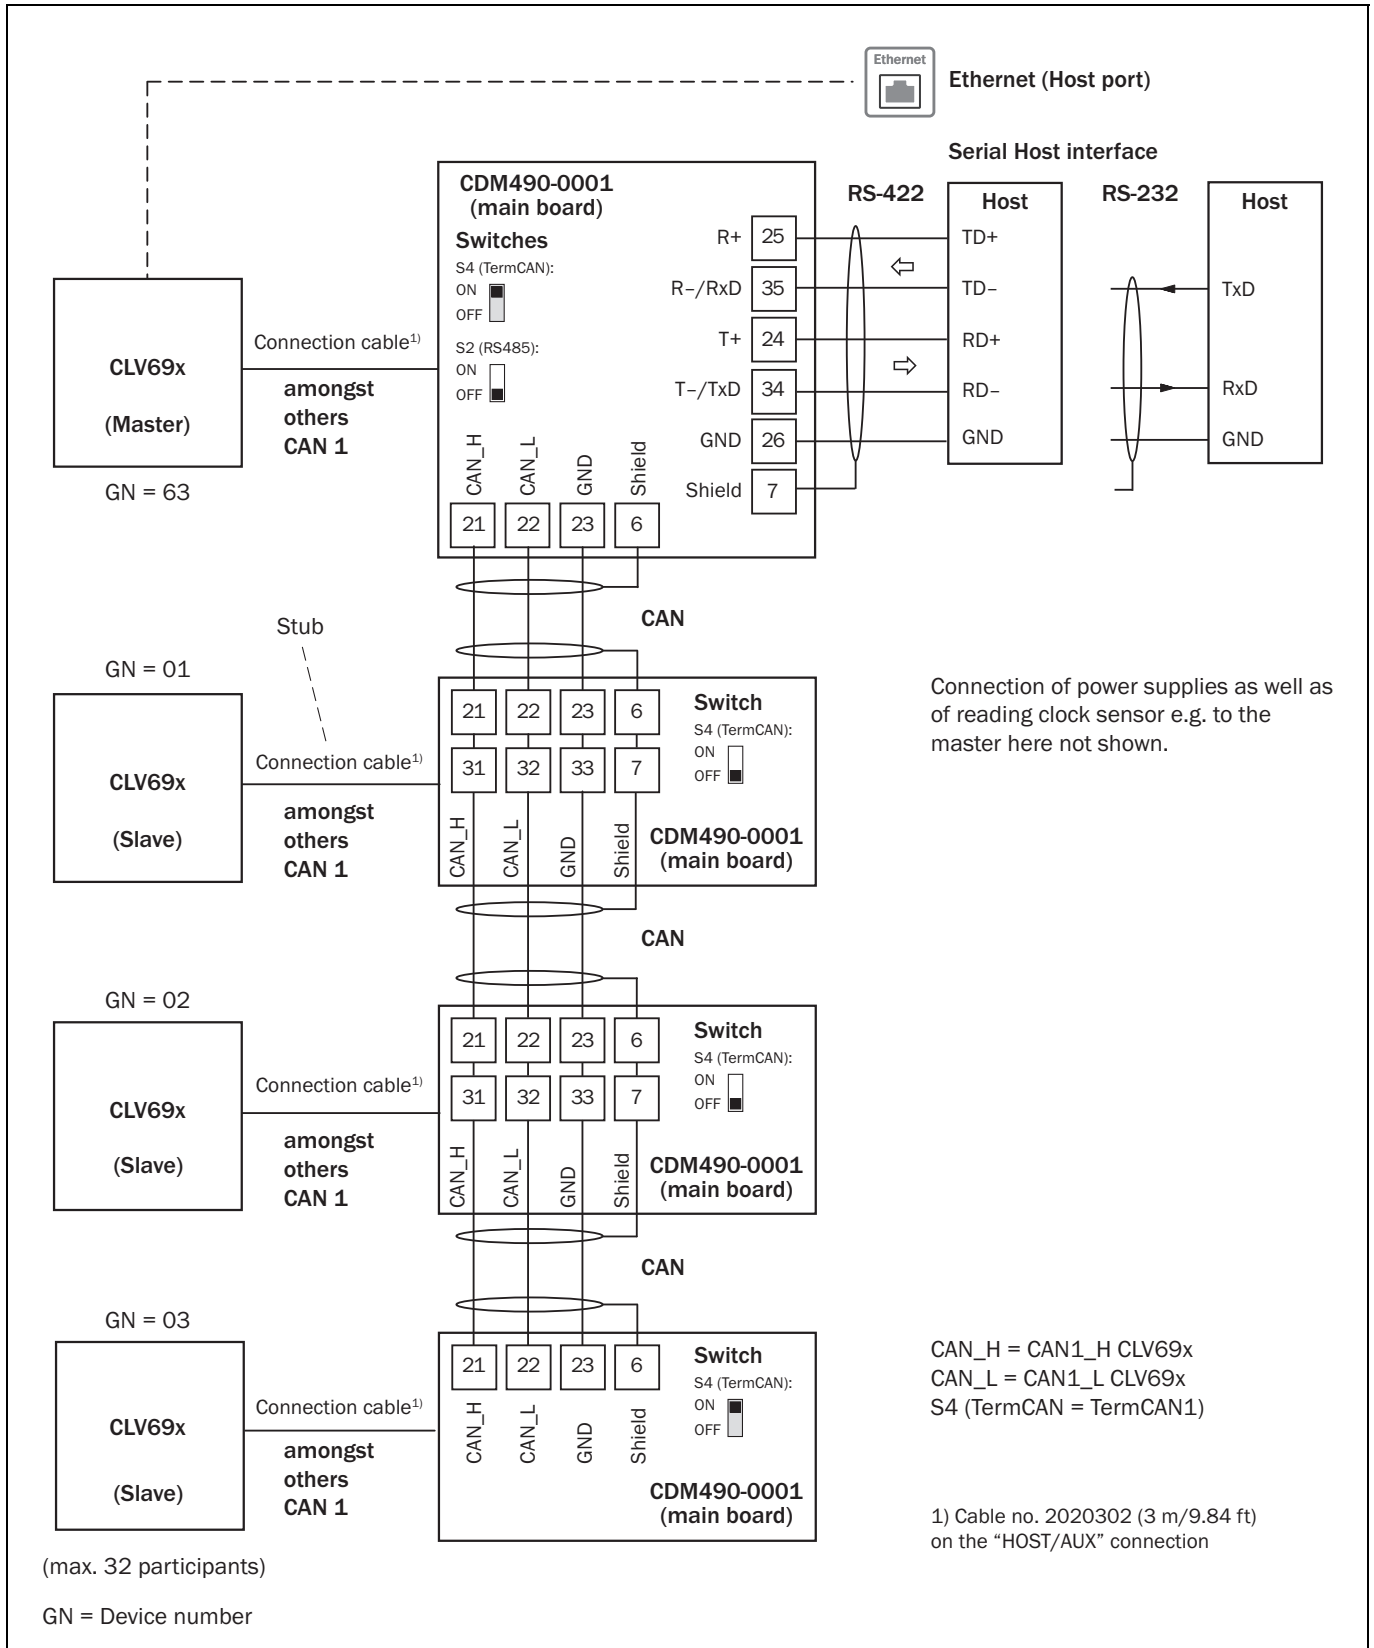 Ethernet
Ethernet (Host port)
Serial Host interface
CDM490-0001
(main board)
Switches
S4 (TermCAN):
ON
OFF
S2 (RS485):
ON
OFF
R+ 25
R–/RxD 35
T+ 24
T–/TxD 34
GND 26
Shield 7
CAN_H
CAN_L
GND
Shield
21 22 23 6
RS-422
Host
TD+
TD–
RD+
RD–
GND
RS-232
Host
TxD
RxD
GND
CLV69x
(Master)
GN = 63
Connection cable1)
amongst
others
CAN 1
CAN
Stub
GN = 01
CLV69x
(Slave)
Connection cable1)
amongst
others
CAN 1
21 22 23 6
31 32 33 7
CAN_H
CAN_L
GND
Shield
Switch
S4 (TermCAN):
ON
OFF
CDM490-0001
(main board)
Connection of power supplies as well as
of reading clock sensor e.g. to the
master here not shown.
CAN
GN = 02
CLV69x
(Slave)
Connection cable1)
amongst
others
CAN 1
21 22 23 6
31 32 33 7
CAN_H
CAN_L
GND
Shield
Switch
S4 (TermCAN):
ON
OFF
CDM490-0001
(main board)
CAN
GN = 03
CLV69x
(Slave)
Connection cable1)
amongst
others
CAN 1
21 22 23 6
CAN_H
CAN_L
GND
Shield
Switch
S4 (TermCAN):
ON
OFF
CDM490-0001
(main board)
CAN_H = CAN1_H CLV69x
CAN_L = CAN1_L CLV69x
S4 (TermCAN = TermCAN1)
1) Cable no. 2020302 (3 m/9.84 ft)
on the “HOST/AUX” connection
(max. 32 participants)
GN = Device number